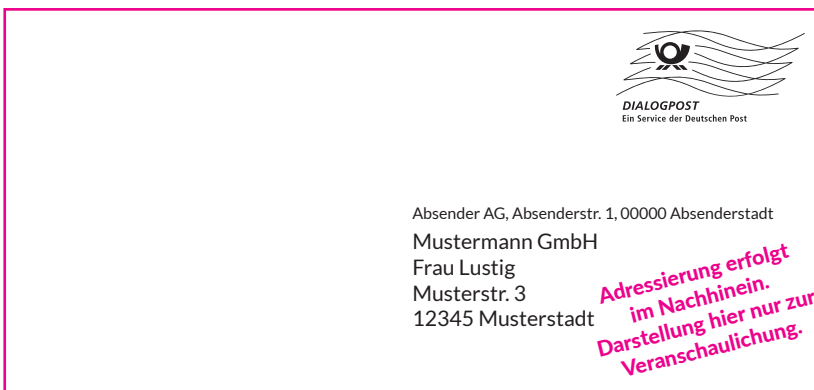 DIALOGPOST
Ein Service der Deutschen Post
Absender AG, Absenderstr. 1, 00000 Absenderstadt
Mustermann GmbH
Frau Lustig
Musterstr. 3
12345 Musterstadt
Adressierung erfolgt
im Nachhinein.
Darstellung hier nur zur
Veranschaulichung.